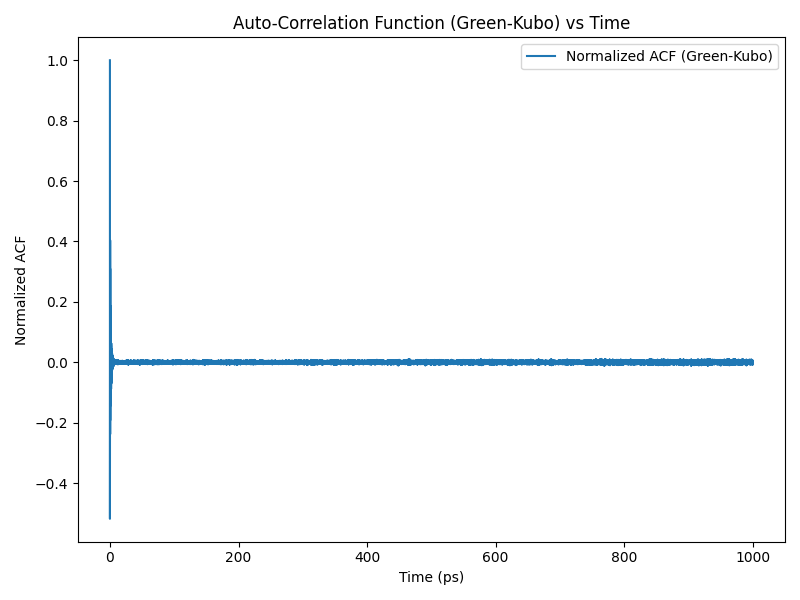 Auto-Correlation Function (Green-Kubo) vs Time
Normalized ACF (Green-Kubo)
1.0
0.8
0.6
0.4
0.2
0.0
−0.2
−0.4
Normalized ACF
0 200 400 600 800 1000
Time (ps)